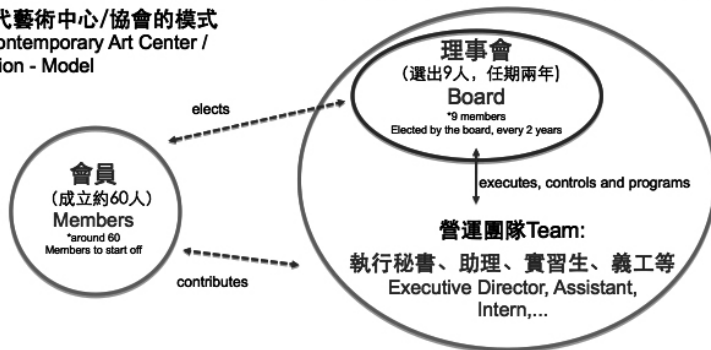 代藝術中心/協會的模式
ontemporary Art Center /
ion - Model
elects
理事會
（選出9人，任期兩年)
Board
*9 members
Elected by the board, every 2 years
會員
（成立約60人）
Members
*around 60
Members to start off
executes, controls and programs
營運團隊Team:
執行秘書、助理、實習生、義工等
Executive Director, Assistant,
Intern,...
contributes